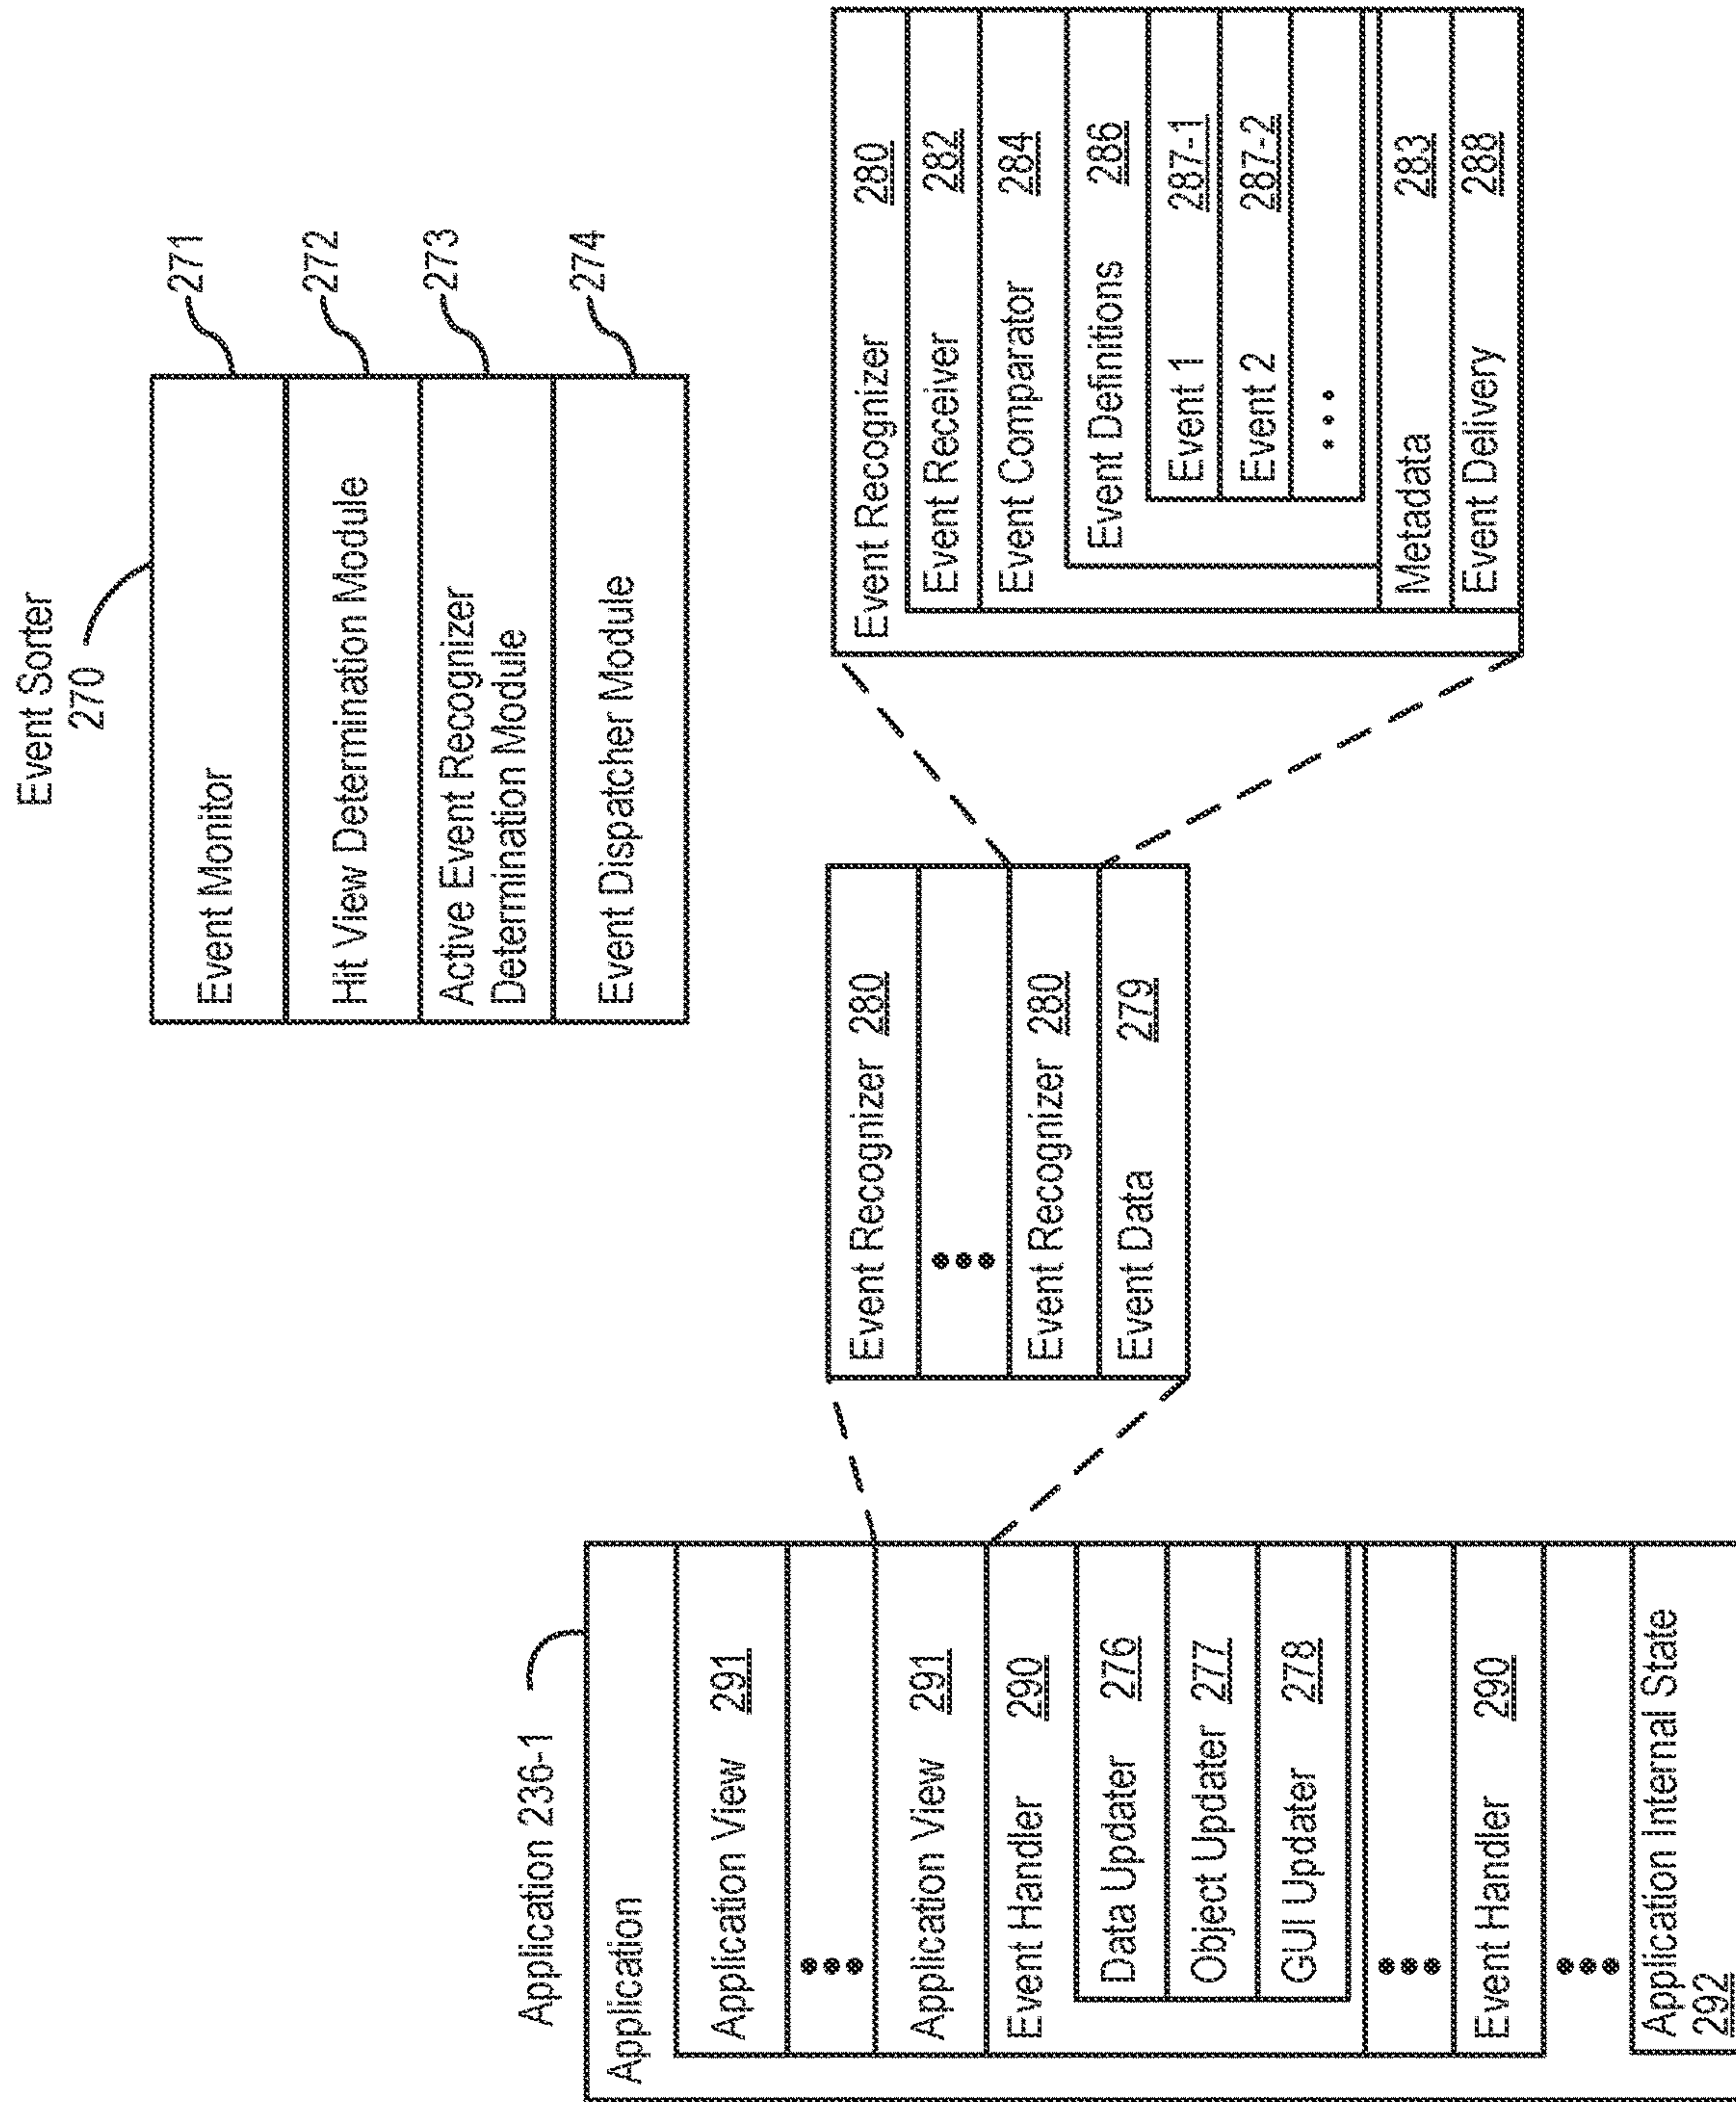 Event Sorter
270
Event Monitor
271
Hit View Determination Module
272
Active Event Recognizer
Determination Module
273
Event Dispatcher Module
274
Application 236-1
Application
Application View 291
Application View 291
Event Handler 290
Data Updater 276
Object Updater 277
GUI Updater 278
Event Handler 290
Application Internal State
292
Event Recognizer 280
Event Recognizer 280
Event Data 279
Event Recognizer 280
Event Receiver 282
Event Comparator 284
Event Definitions 286
Event 1 287-1
Event 2 287-2
Metadata 283
Event Delivery 288